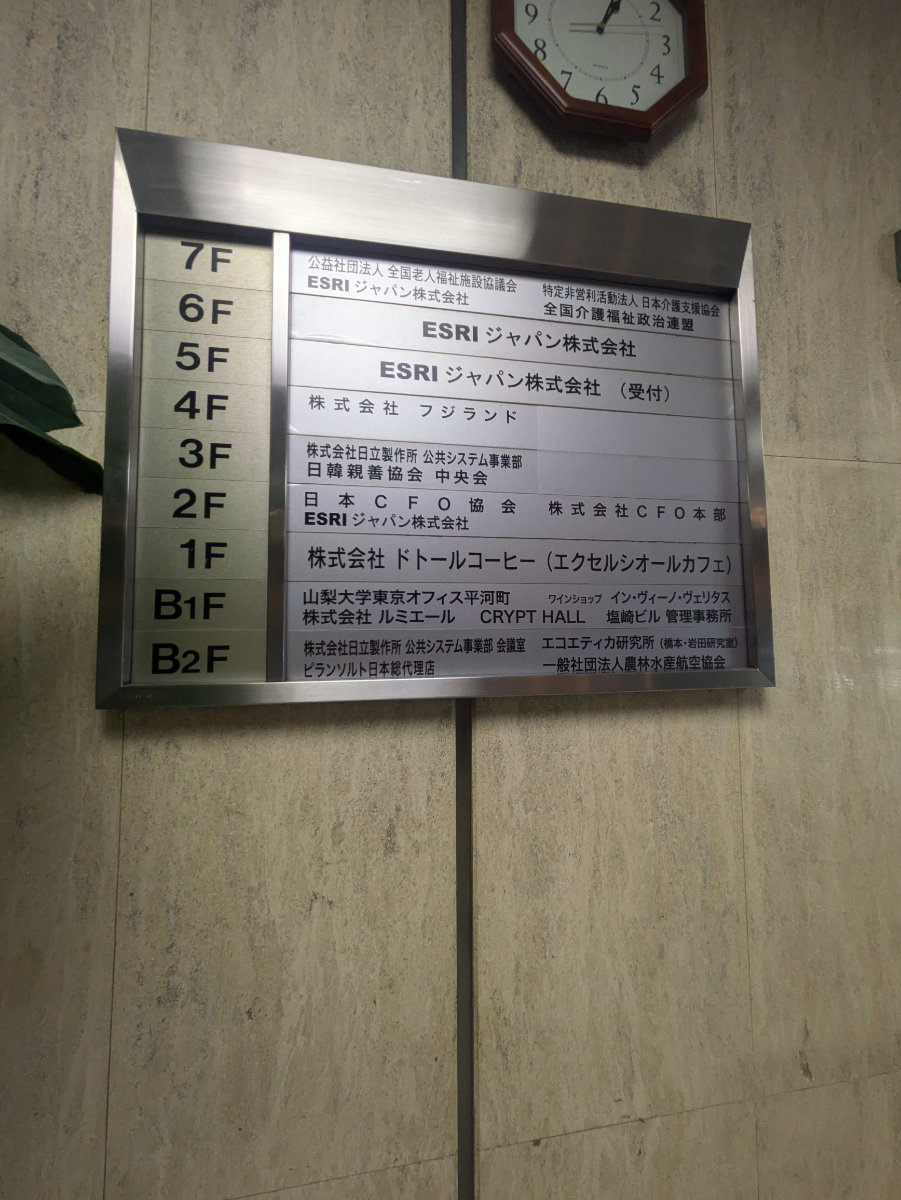 9
2
8
3
7
4
6
5
7F
公益社団法人 全国老人福祉施設協議会
ESRI ジャパン株式会社
特定非営利活動法人 日本介護支援協会
全国介護福祉政治連盟
6F
ESRI ジャパン株式会社
5F
ESRI ジャパン株式会社 （受付）
4F
株式会社 フジランド
3F
株式会社日立製作所 公共システム事業部
日韓親善協会 中央会
2F
日本CFO協会 株式会社CFO本部
ESRI ジャパン株式会社
1F
株式会社 ドトールコーヒー（エクセルシオールカフェ）
B1F
山梨大学東京オフィス平河町 ワインショップ イン・ヴィーノ・ヴェリタス
株式会社 ルミエール CRYPT HALL 塩崎ビル 管理事務所
B2F
株式会社日立製作所 公共システム事業部 会議室 エコエティカ研究所（橋本・岩田研究室）
ピランソルト日本総代理店 一般社団法人農林水産航空協会